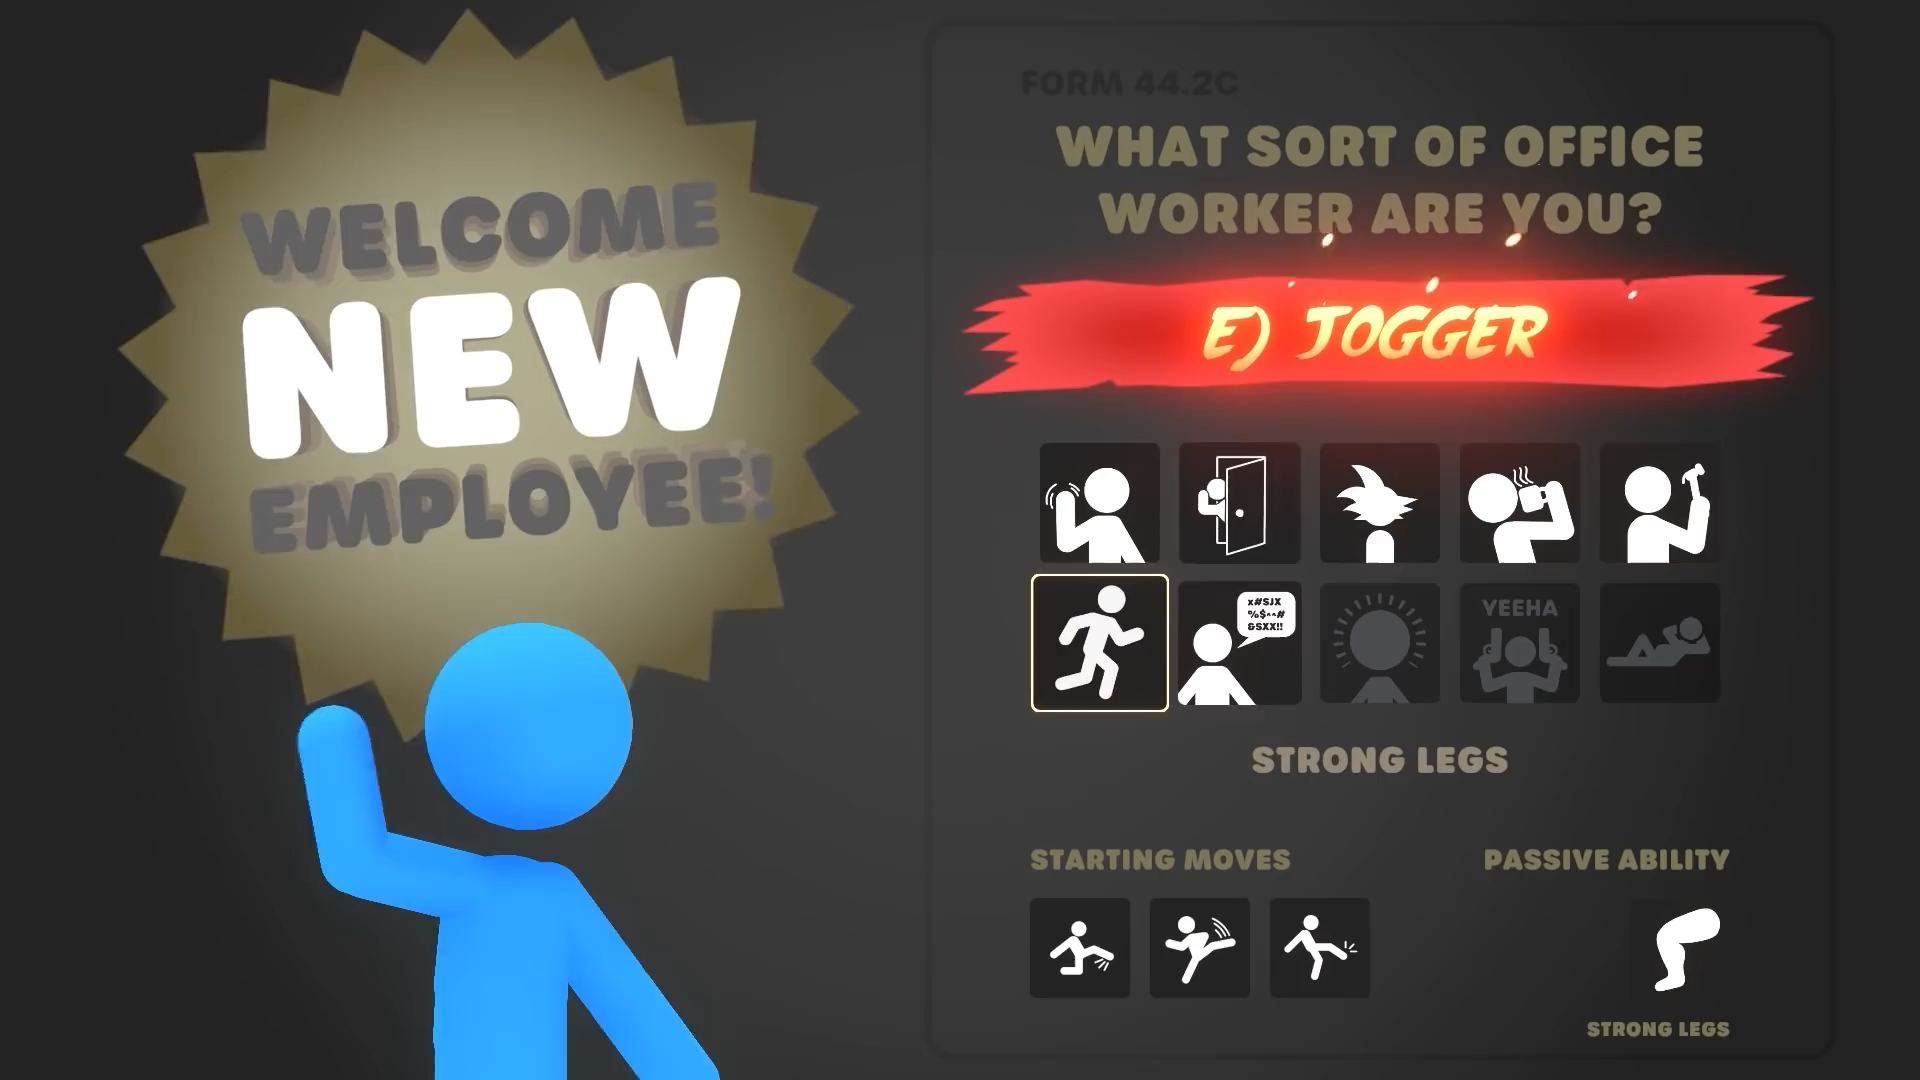 WELCOME
NEW
EMPLOYEE!
FORM 44.2C
WHAT SORT OF OFFICE
WORKER ARE YOU?
E) JOGGER
X#SJX
%$^^#
&SXX!!
YEEHA
STRONG LEGS
STARTING MOVES
PASSIVE ABILITY
STRONG LEGS